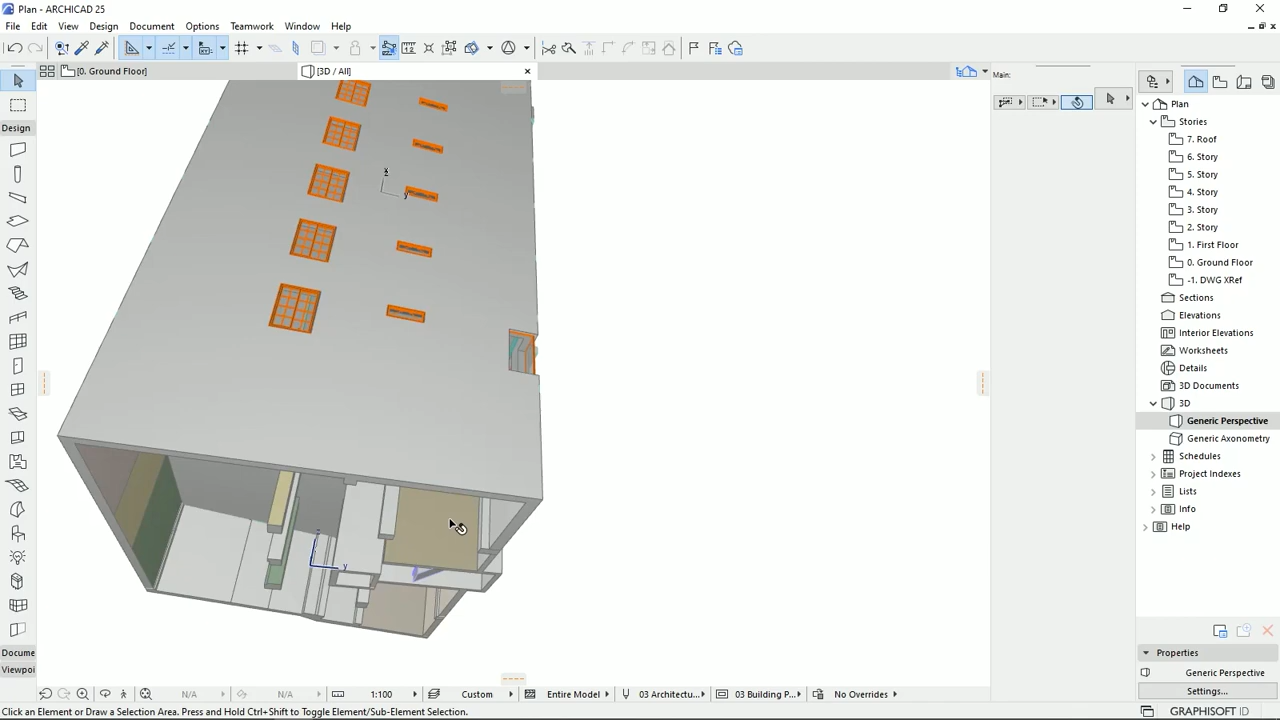 Plan - ARCHICAD 25
File Edit View Design Document Options Teamwork Window Help
[0. Ground Floor]
[3D / All]
Main:
Design
x
y
z
y
Docume
Viewpoi
Plan
Stories
7. Roof
6. Story
5. Story
4. Story
3. Story
2. Story
1. First Floor
0. Ground Floor
-1. DWG XRef
Sections
Elevations
Interior Elevations
Worksheets
Details
3D Documents
3D
Generic Perspective
Generic Axonometry
Schedules
Project Indexes
Lists
Info
Help
Properties
Generic Perspective
Settings...
N/A N/A 1:100 Custom Entire Model 03 Architectu... 03 Building P... No Overrides
Click an Element or Draw a Selection Area. Press and Hold Ctrl+Shift to Toggle Element/Sub-Element Selection.
GRAPHISOFT ID